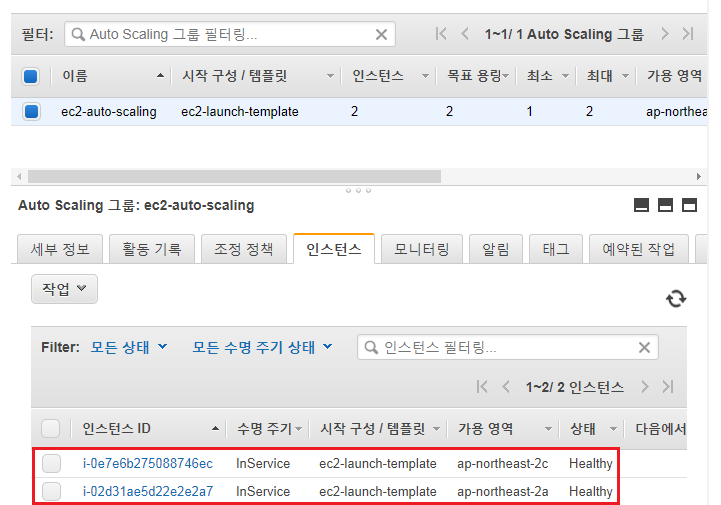 필터: Auto Scaling 그룹 필터링... 1~1/ 1 Auto Scaling 그룹
이름 시작 구성 / 템플릿 인스턴스 목표 용량 최소 최대 가용 영역
ec2-auto-scaling ec2-launch-template 2 2 1 2 ap-northea
Auto Scaling 그룹: ec2-auto-scaling
세부 정보 활동 기록 조정 정책 인스턴스 모니터링 알림 태그 예약된 작업
작업
Filter: 모든 상태 모든 수명 주기 상태 인스턴스 필터링...
1~2/ 2 인스턴스
인스턴스 ID 수명 주기 시작 구성 / 템플릿 가용 영역 상태 다음에서
i-0e7e6b275088746ec InService ec2-launch-template ap-northeast-2c Healthy
i-02d31ae5d22e2e2a7 InService ec2-launch-template ap-northeast-2a Healthy